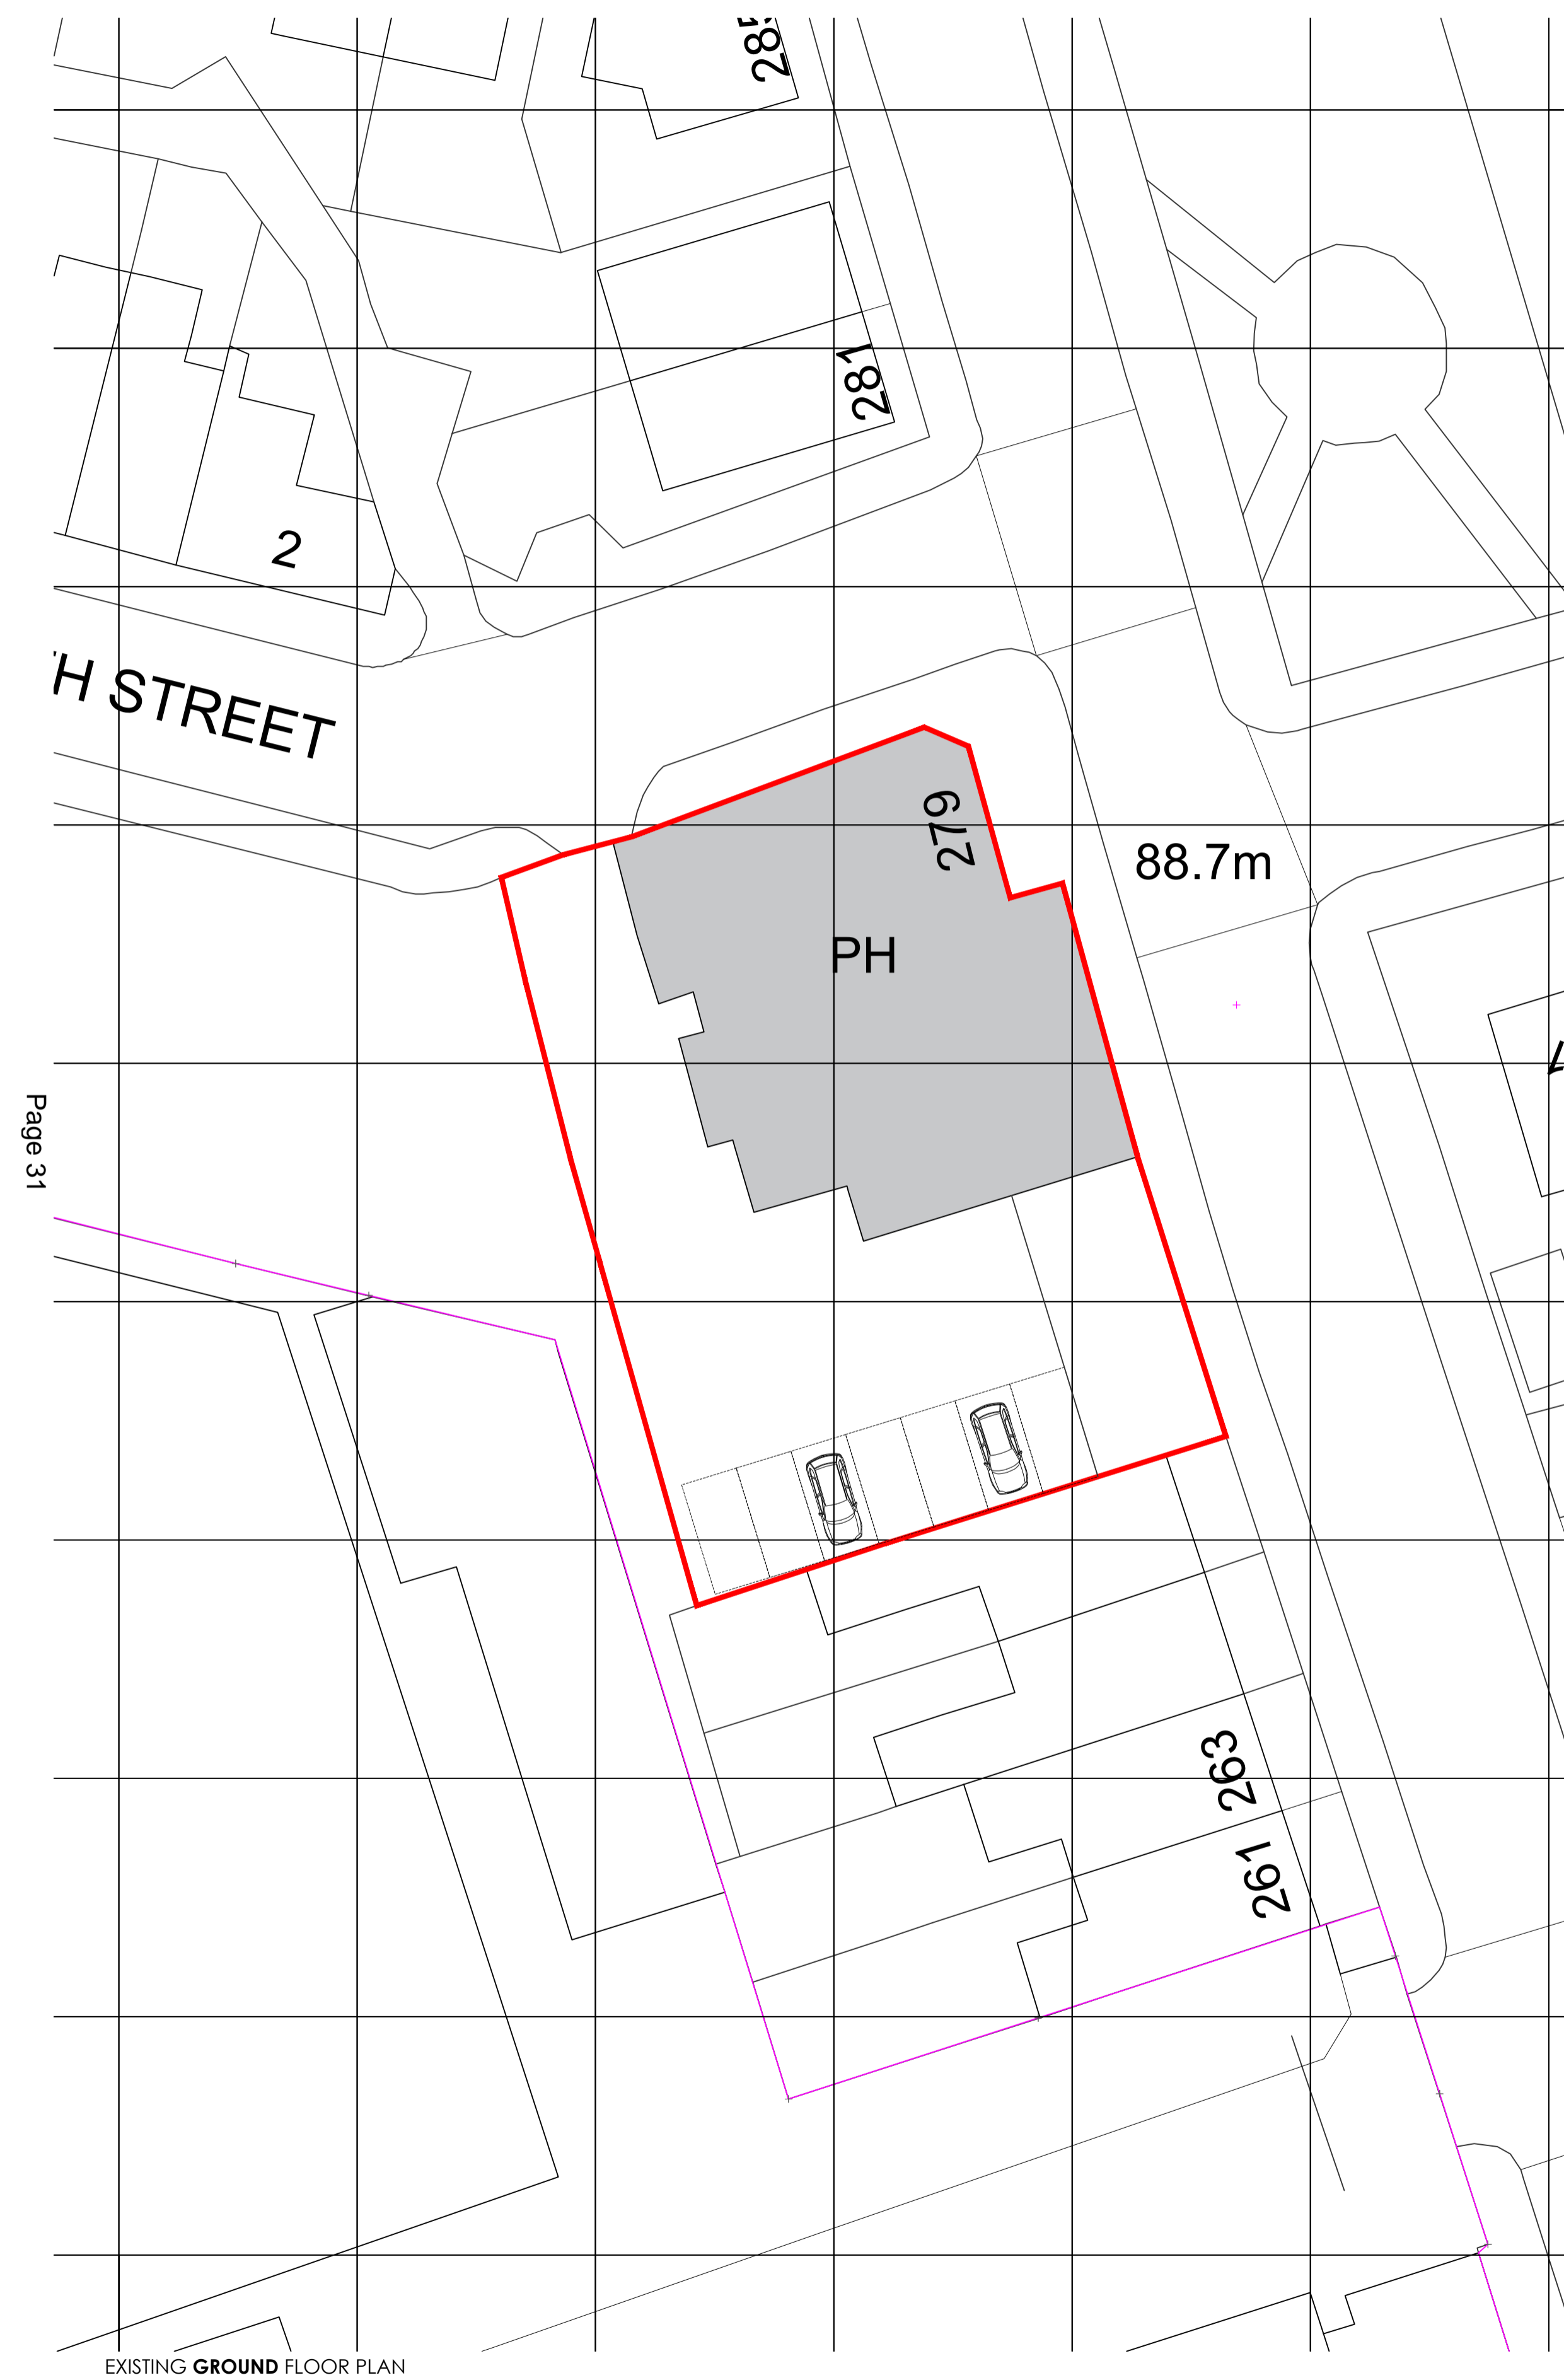 281
2
H STREET
279
88.7m
PH
Page 31
263
261
EXISTING GROUND FLOOR PLAN